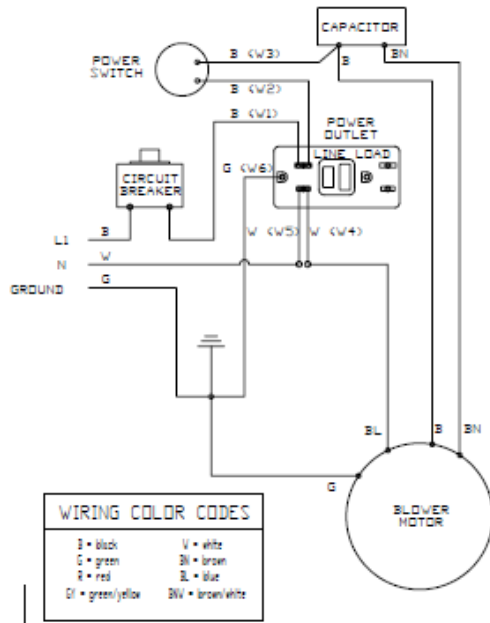 CAPACITOR
POWER
SWITCH
B (W3)
B
BN
B (W2)
B (W1)
POWER
OUTLET
LINE LOAD
G (W6)
CIRCUIT
BREAKER
W (W5)
W (W4)
L1
B
N
W
GROUND
G
BL
B
BN
G
BLOWER
MOTOR
WIRING COLOR CODES
B = black
W = white
G = green
BN = brown
R = red
BL = blue
GY = green/yellow
BNW = brown/white